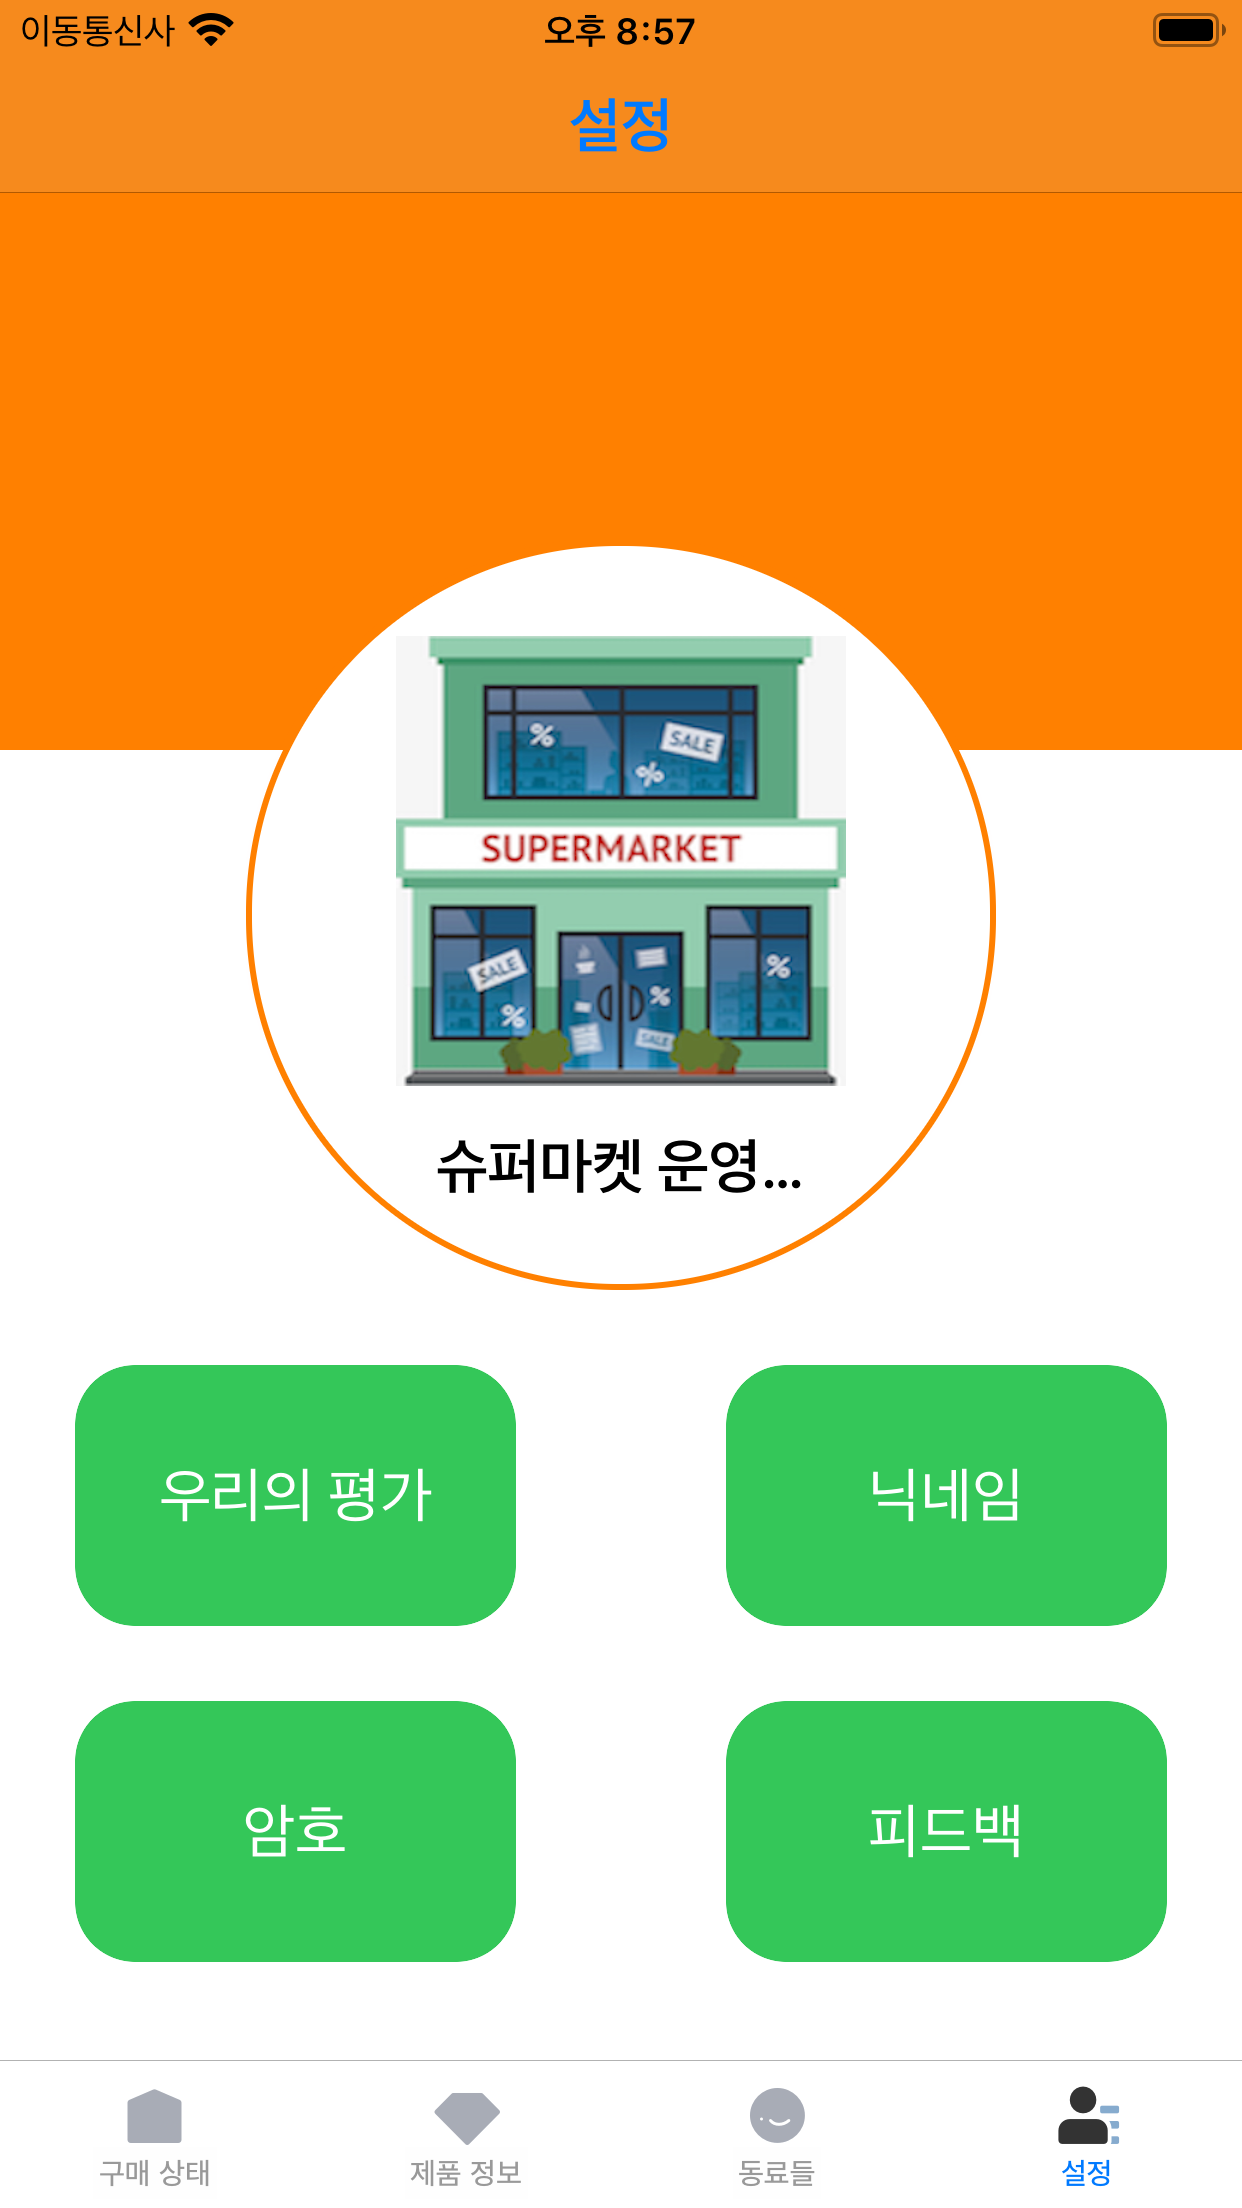 이동통신사 오후 8:57
설정
% SALE
%
SUPERMARKET
SALE % % %
SALE
슈퍼마켓 운영...
우리의 평가 닉네임
암호 피드백
구매 상태 제품 정보 동료들 설정